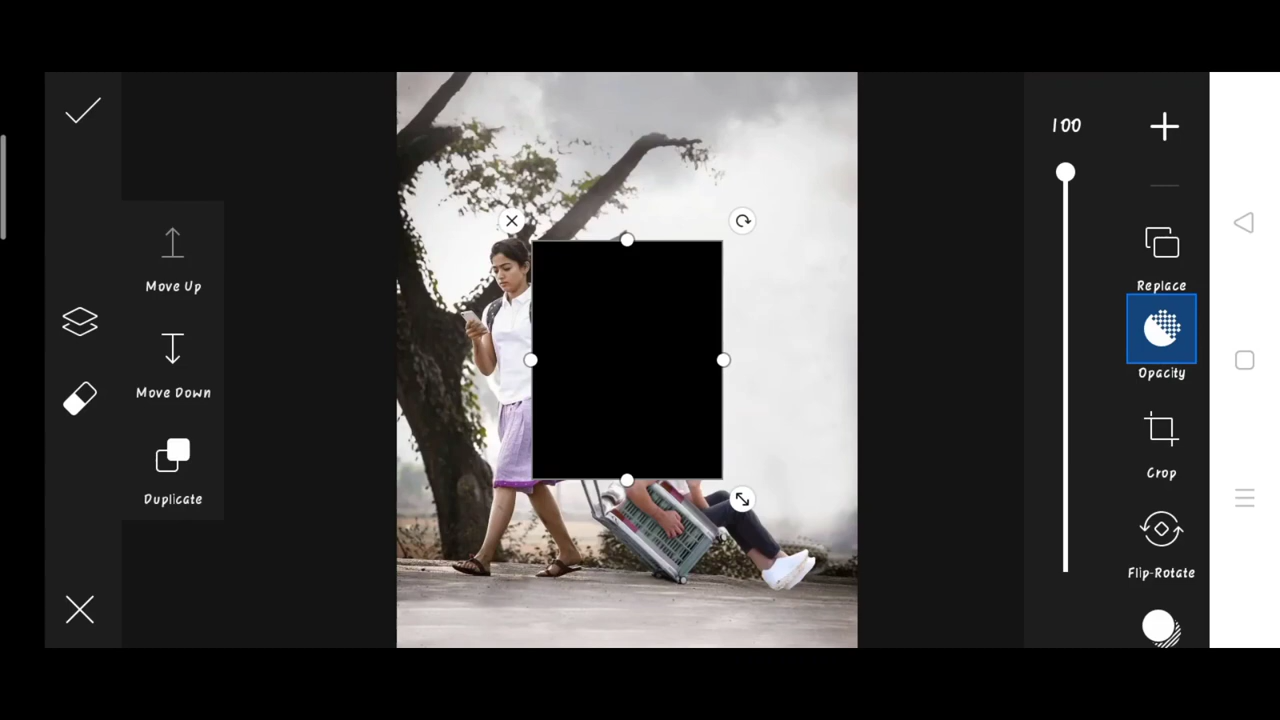 100
Move Up
Replace
Opacity
Move Down
Crop
Duplicate
Flip-Rotate